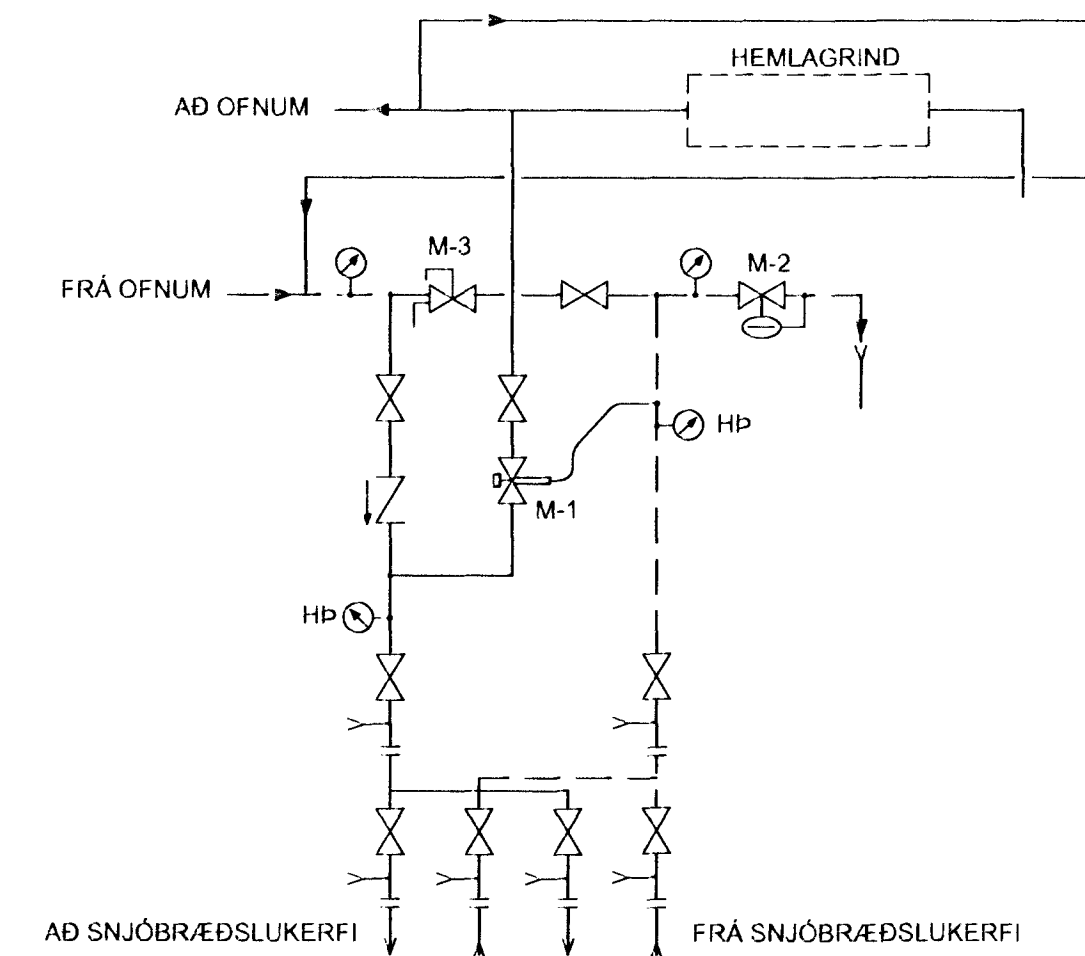 HEMLAGRIND
AÐ OFNUM
M-3
M-2
FRÁ OFNUM
HÞ
M-1
HÞ
AÐ SNJÓBRÆÐSLUKERFI
FRÁ SNJÓBRÆÐSLUKERFI